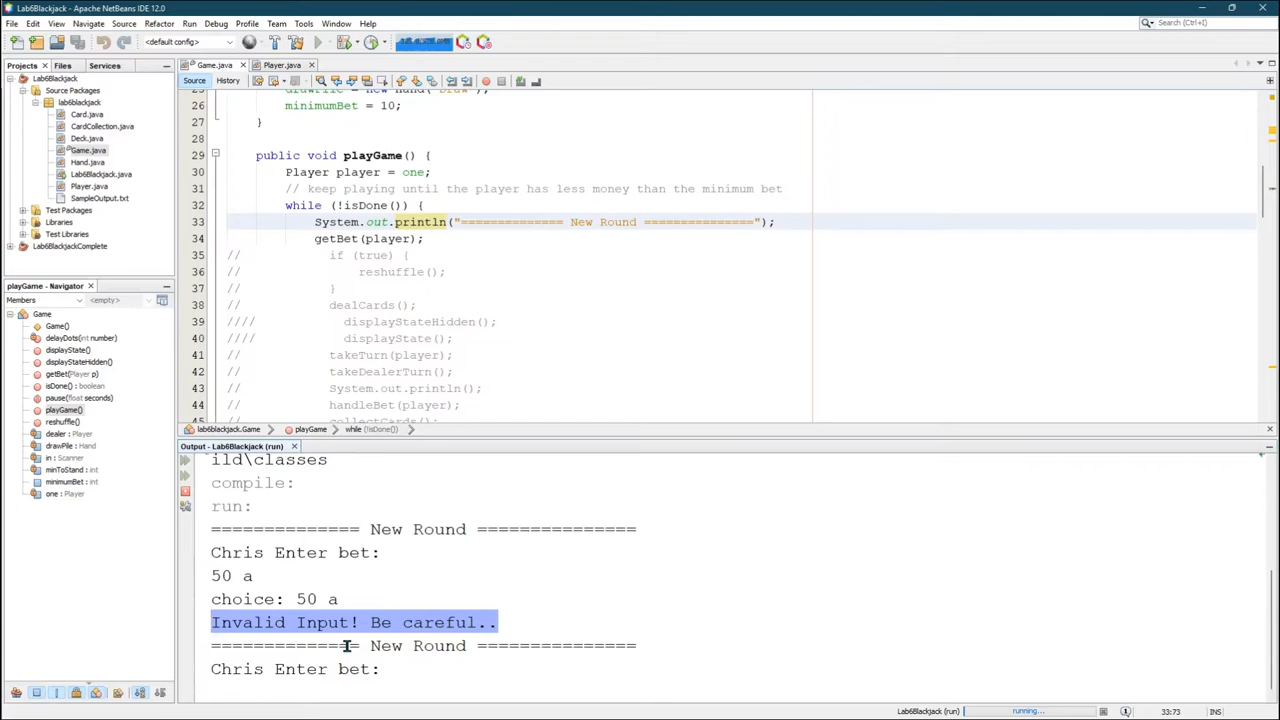 Lab6Blackjack - Apache NetBeans IDE 12.0
File Edit View Navigate Source Refactor Run Debug Profile Team Tools Window Help
Search (Ctrl+I)
<default config>
Projects Files Services
Game.java Player.java
Source History
Lab6Blackjack
Source Packages
lab6blackjack
Card.java
CardCollection.java
Deck.java
Game.java
Hand.java
Lab6Blackjack.java
Player.java
SampleOutput.txt
Test Packages
Libraries
Test Libraries
Lab6BlackjackComplete
26 minimumBet = 10;
27 }
28
29 public void playGame() {
30 Player player = one;
31 // keep playing until the player has less money than the minimum bet
32 while (!isDone()) {
33 System.out.println("============== New Round ===============");
34 getBet(player);
35 // if (true) {
36 // reshuffle();
37 // }
38 // dealCards();
39 //// displayStateHidden();
40 //// displayState();
41 // takeTurn(player);
42 // takeDealerTurn();
43 // System.out.println();
44 // handleBet(player);
45 // collectCards();
lab6blackjack.Game playGame while (!isDone())
playGame - Navigator
Members <empty>
Game
Game()
delayDots(int number)
displayState()
displayStateHidden()
getBet(Player p)
isDone() : boolean
pause(float seconds)
playGame()
reshuffle()
dealer : Player
drawPile : Hand
in : Scanner
minToStand : int
minimumBet : int
one : Player
Output - Lab6Blackjack (run)
ild\classes
compile:
run:
============== New Round ===============
Chris Enter bet:
50 a
choice: 50 a
Invalid Input! Be careful..
============== New Round ===============
Chris Enter bet:
Lab6Blackjack (run) running... 33:73 INS